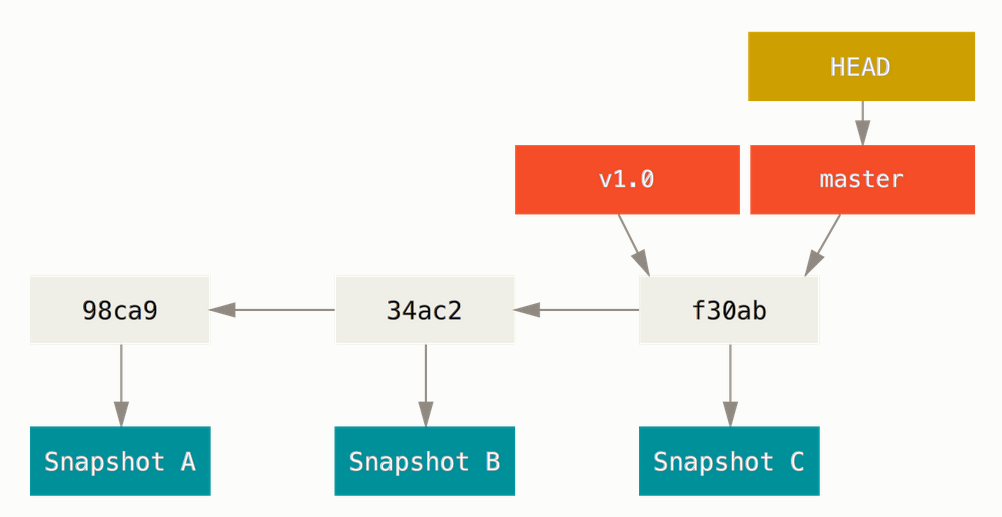 HEAD
v1.0
master
98ca9
34ac2
f30ab
Snapshot A
Snapshot B
Snapshot C